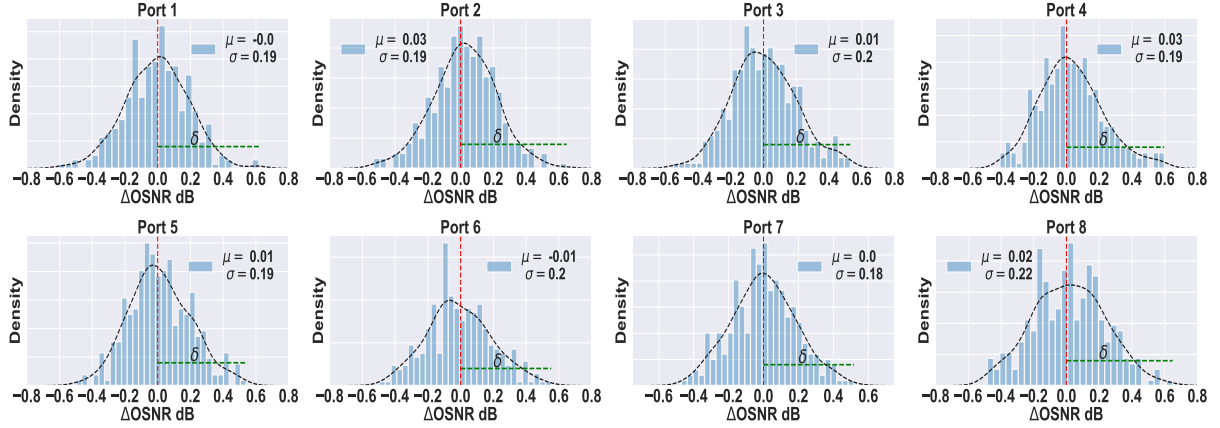 Port 1
Density
μ = -0.0
σ = 0.19
δ
−0.8 −0.6 −0.4 −0.2 0.0 0.2 0.4 0.6 0.8
ΔOSNR dB
Port 2
Density
μ = 0.03
σ = 0.19
δ
−0.8 −0.6 −0.4 −0.2 0.0 0.2 0.4 0.6 0.8
ΔOSNR dB
Port 3
Density
μ = 0.01
σ = 0.2
δ
−0.8 −0.6 −0.4 −0.2 0.0 0.2 0.4 0.6 0.8
ΔOSNR dB
Port 4
Density
μ = 0.03
σ = 0.19
δ
−0.8 −0.6 −0.4 −0.2 0.0 0.2 0.4 0.6 0.8
ΔOSNR dB
Port 5
Density
μ = 0.01
σ = 0.19
δ
−0.8 −0.6 −0.4 −0.2 0.0 0.2 0.4 0.6 0.8
ΔOSNR dB
Port 6
Density
μ = -0.01
σ = 0.2
δ
−0.8 −0.6 −0.4 −0.2 0.0 0.2 0.4 0.6 0.8
ΔOSNR dB
Port 7
Density
μ = 0.0
σ = 0.18
δ
−0.6 −0.4 −0.2 0.0 0.2 0.4 0.6
ΔOSNR dB
Port 8
Density
μ = 0.02
σ = 0.22
δ
−0.8 −0.6 −0.4 −0.2 0.0 0.2 0.4 0.6 0.8
ΔOSNR dB